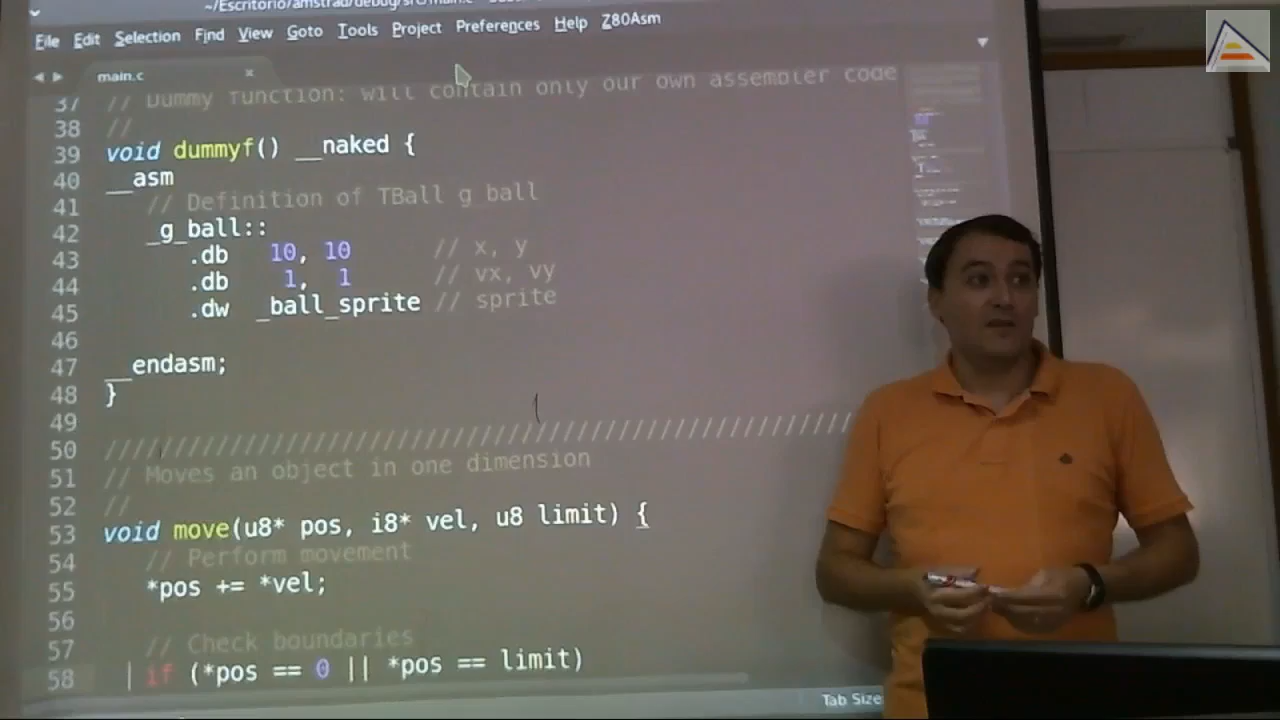 ~/Escritorio/amstrad/debug/src/main.c
File Edit Selection Find View Goto Tools Project Preferences Help Z80Asm
main.c
37 // Dummy function: will contain only our own assembler code
38 //
39 void dummyf() __naked {
40 __asm
41 // Definition of TBall g_ball
42 _g_ball::
43 .db 10, 10 // x, y
44 .db 1, 1 // vx, vy
45 .dw _ball_sprite // sprite
46
47 __endasm;
48 }
49
50 ////////////////////////////////////////////////////////
51 // Moves an object in one dimension
52 //
53 void move(u8* pos, i8* vel, u8 limit) {
54 // Perform movement
55 *pos += *vel;
56
57 // Check boundaries
58 if (*pos == 0 || *pos == limit)
Tab Size